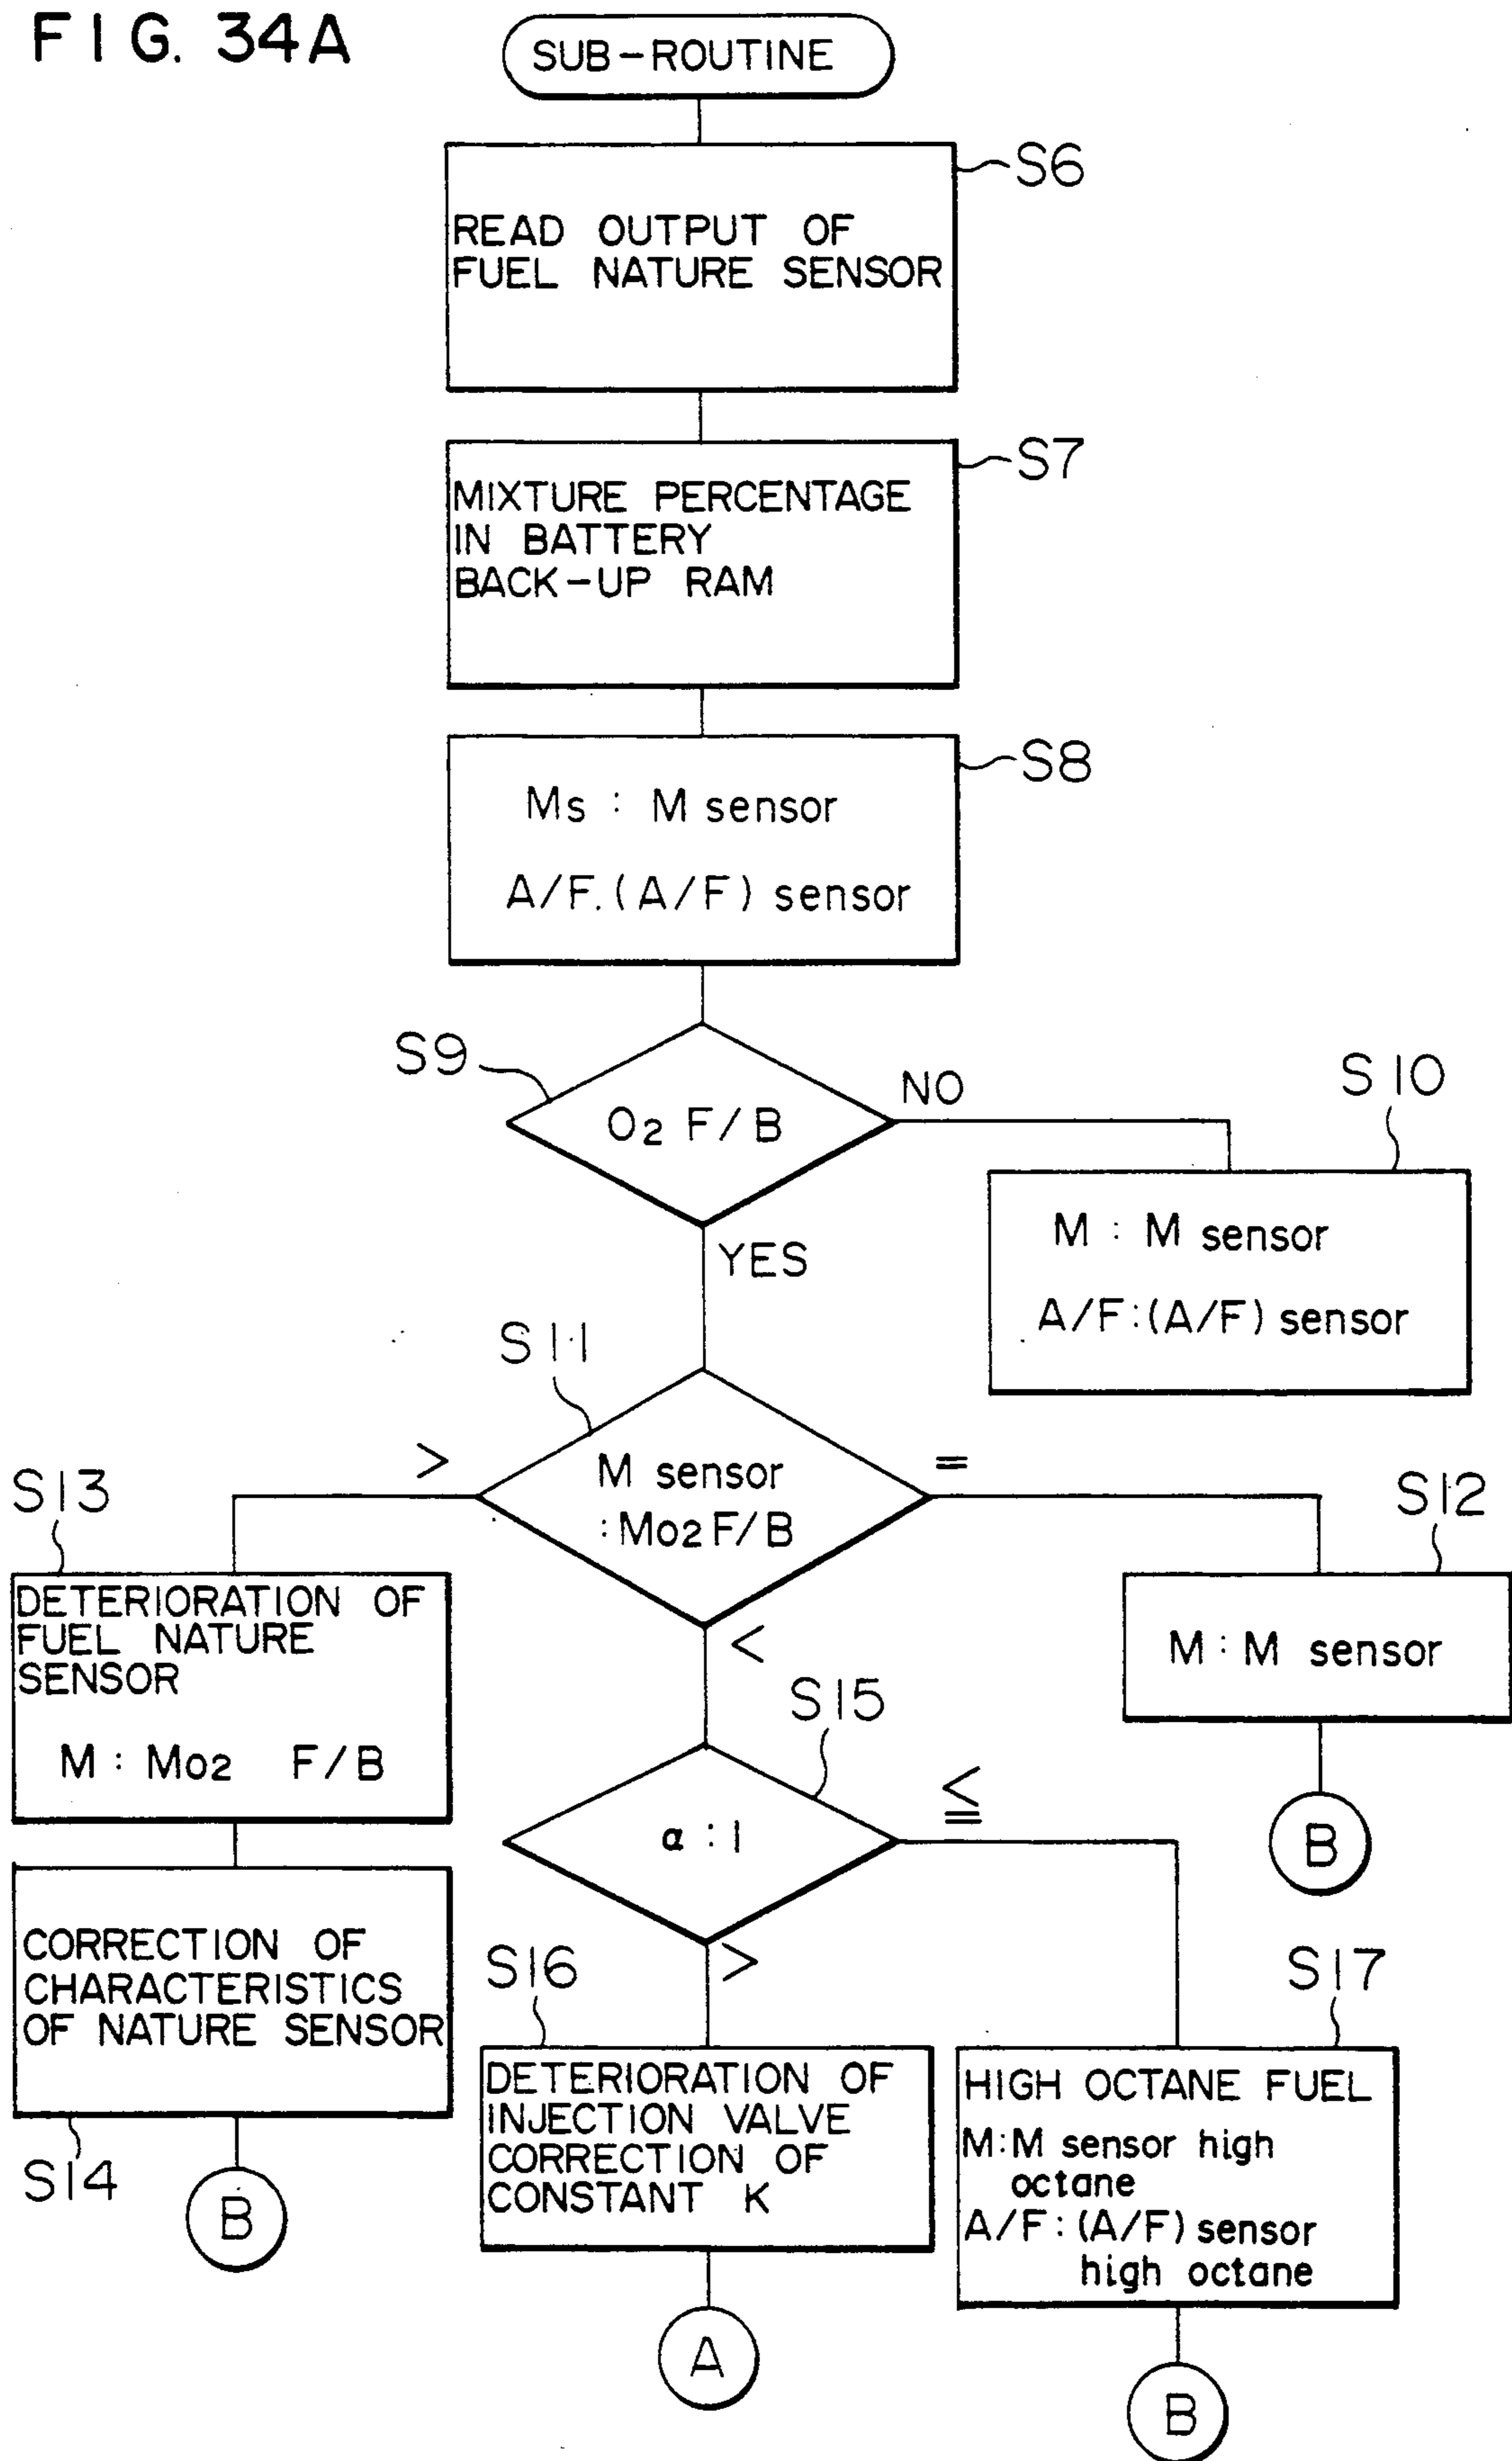 FIG. 34A
SUB-ROUTINE
S6
READ OUTPUT OF
FUEL NATURE SENSOR
S7
MIXTURE PERCENTAGE
IN BATTERY
BACK-UP RAM
S8
Ms : M sensor
A/F.(A/F) sensor
S9
O2 F/B
NO
S10
YES
M : M sensor
A/F:(A/F) sensor
S11
>
M sensor
:Mo2 F/B
=
S13
S12
DETERIORATION OF
FUEL NATURE
SENSOR
M : Mo2 F/B
<
M : M sensor
S15
α : 1
≦
B
CORRECTION OF
CHARACTERISTICS
OF NATURE SENSOR
S14
B
>
S16
S17
DETERIORATION OF
INJECTION VALVE
CORRECTION OF
CONSTANT K
HIGH OCTANE FUEL
M:M sensor high
octane
A/F:(A/F) sensor
high octane
A
B